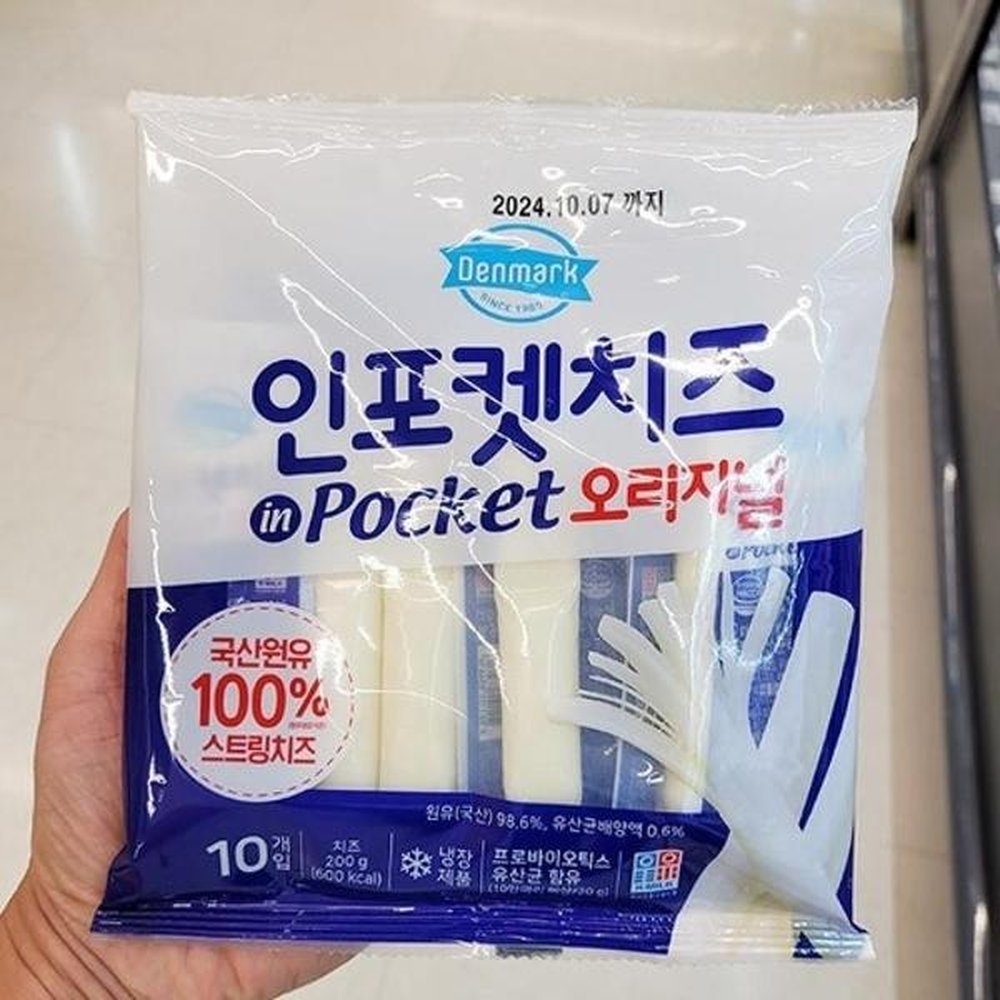 2024.10.07 까지
Denmark
SINCE 1985
인포켓치즈
in Pocket 오리지널
국산원유
100%
스트링치즈
원유(국산) 98.6%, 유산균배양액 0.6%
10개입
치즈
200 g
(600 kcal)
냉장
제품
프로바이오틱스
유산균 함유